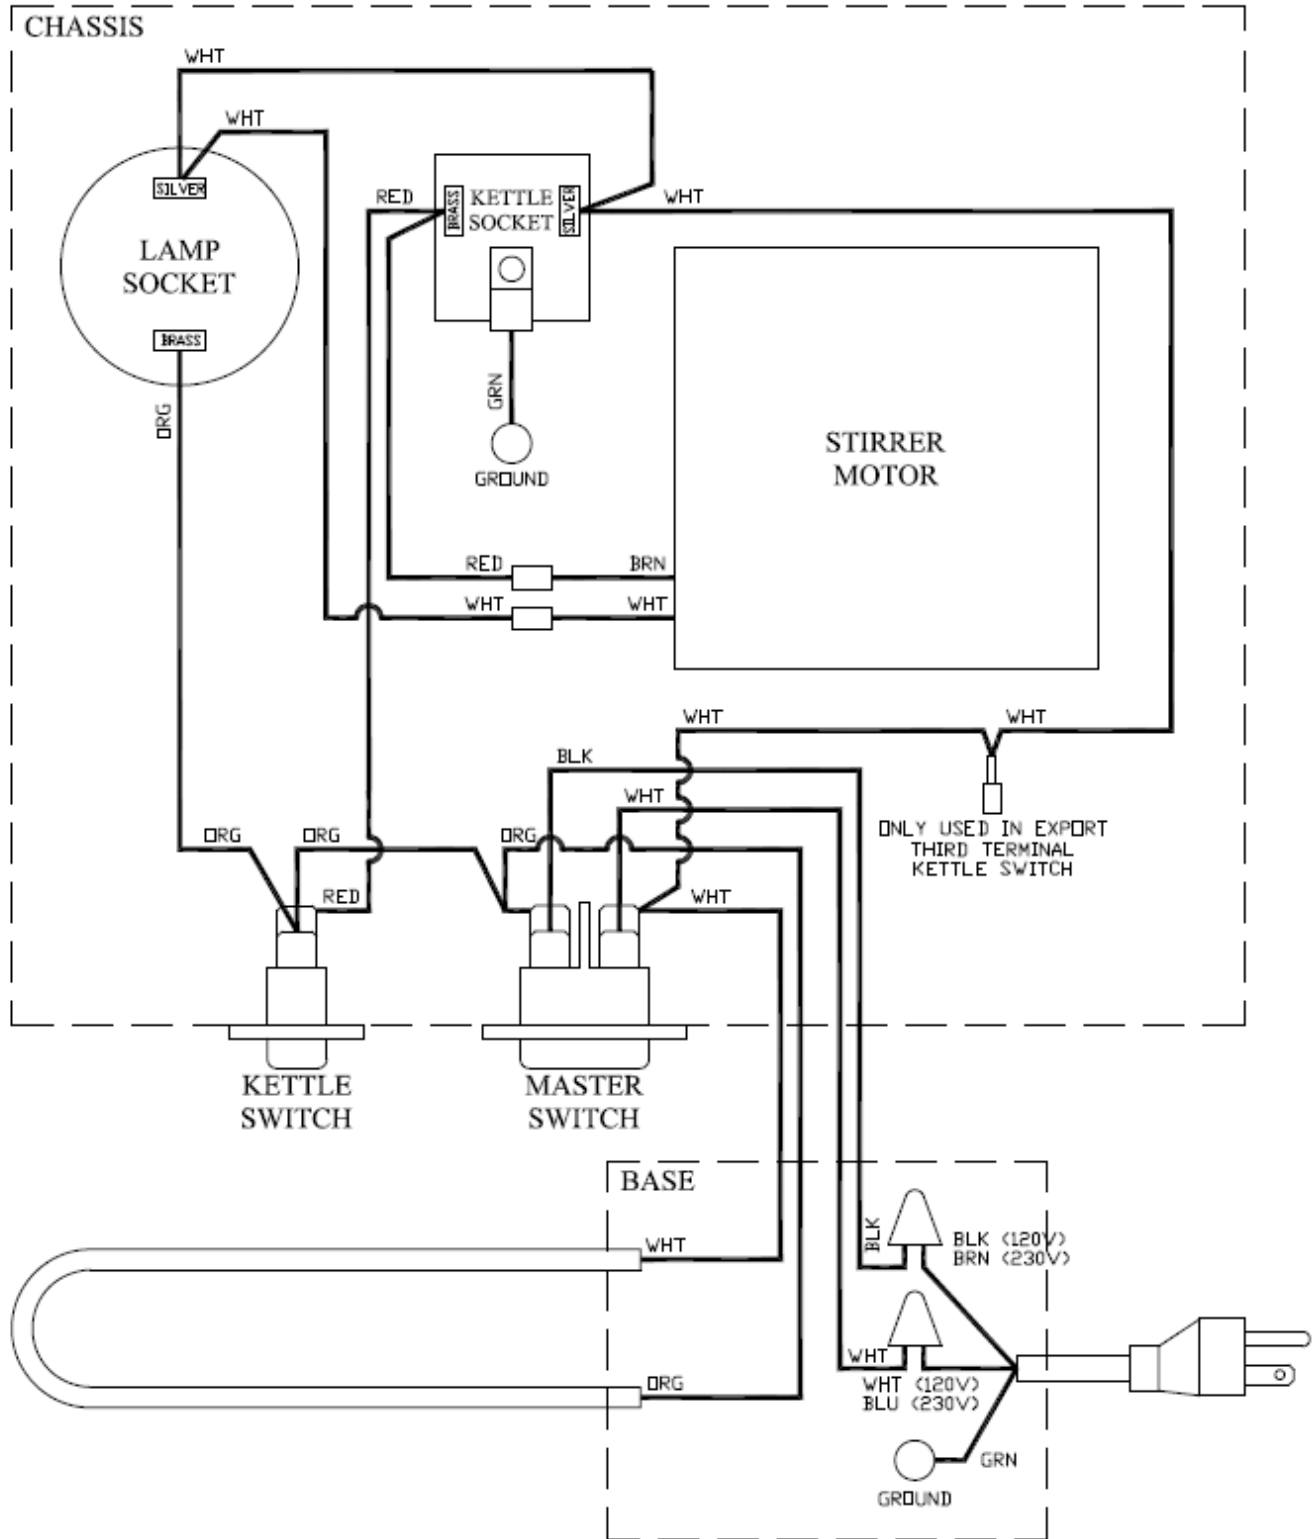 CHASSIS
WHT
WHT
SILVER
LAMP
SOCKET
BRASS
ORG
RED
BRASS
KETTLE
SOCKET
SILVER
WHT
GRN
GROUND
STIRRER
MOTOR
RED
BRN
WHT
WHT
WHT
WHT
BLK
WHT
ONLY USED IN EXPORT
THIRD TERMINAL
KETTLE SWITCH
ORG
ORG
ORG
RED
WHT
KETTLE
SWITCH
MASTER
SWITCH
BASE
WHT
BLK
BLK (120V)
BRN (230V)
WHT
WHT (120V)
BLU (230V)
ORG
GRN
GROUND